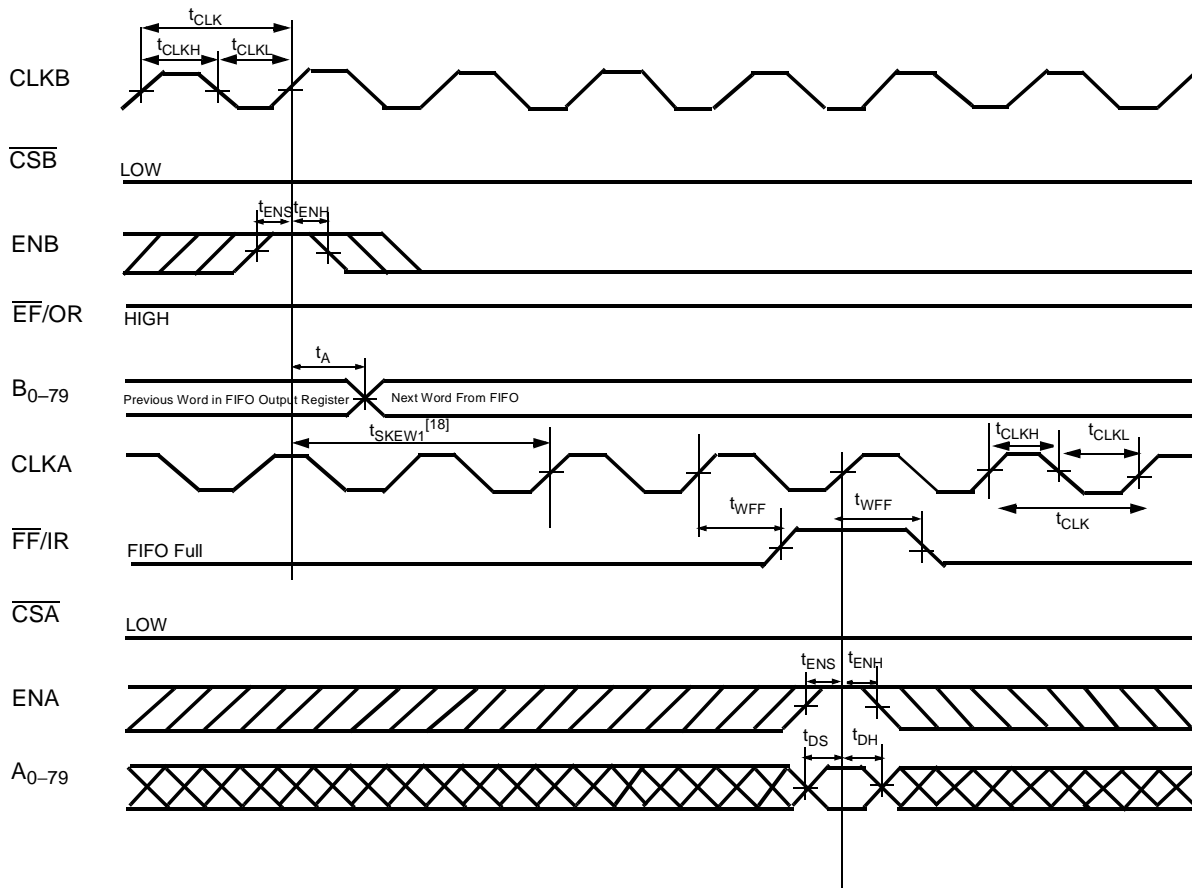 tCLK
tCLKH tCLKL
CLKB
CSB
LOW
tENS tENH
ENB
EF/OR
HIGH
tA
B0–79
Previous Word in FIFO Output Register Next Word From FIFO
tSKEW1[18]
tCLKH tCLKL
CLKA
tWFF tWFF
tCLK
FF/IR
FIFO Full
CSA
LOW
tENS tENH
ENA
tDS tDH
A0–79